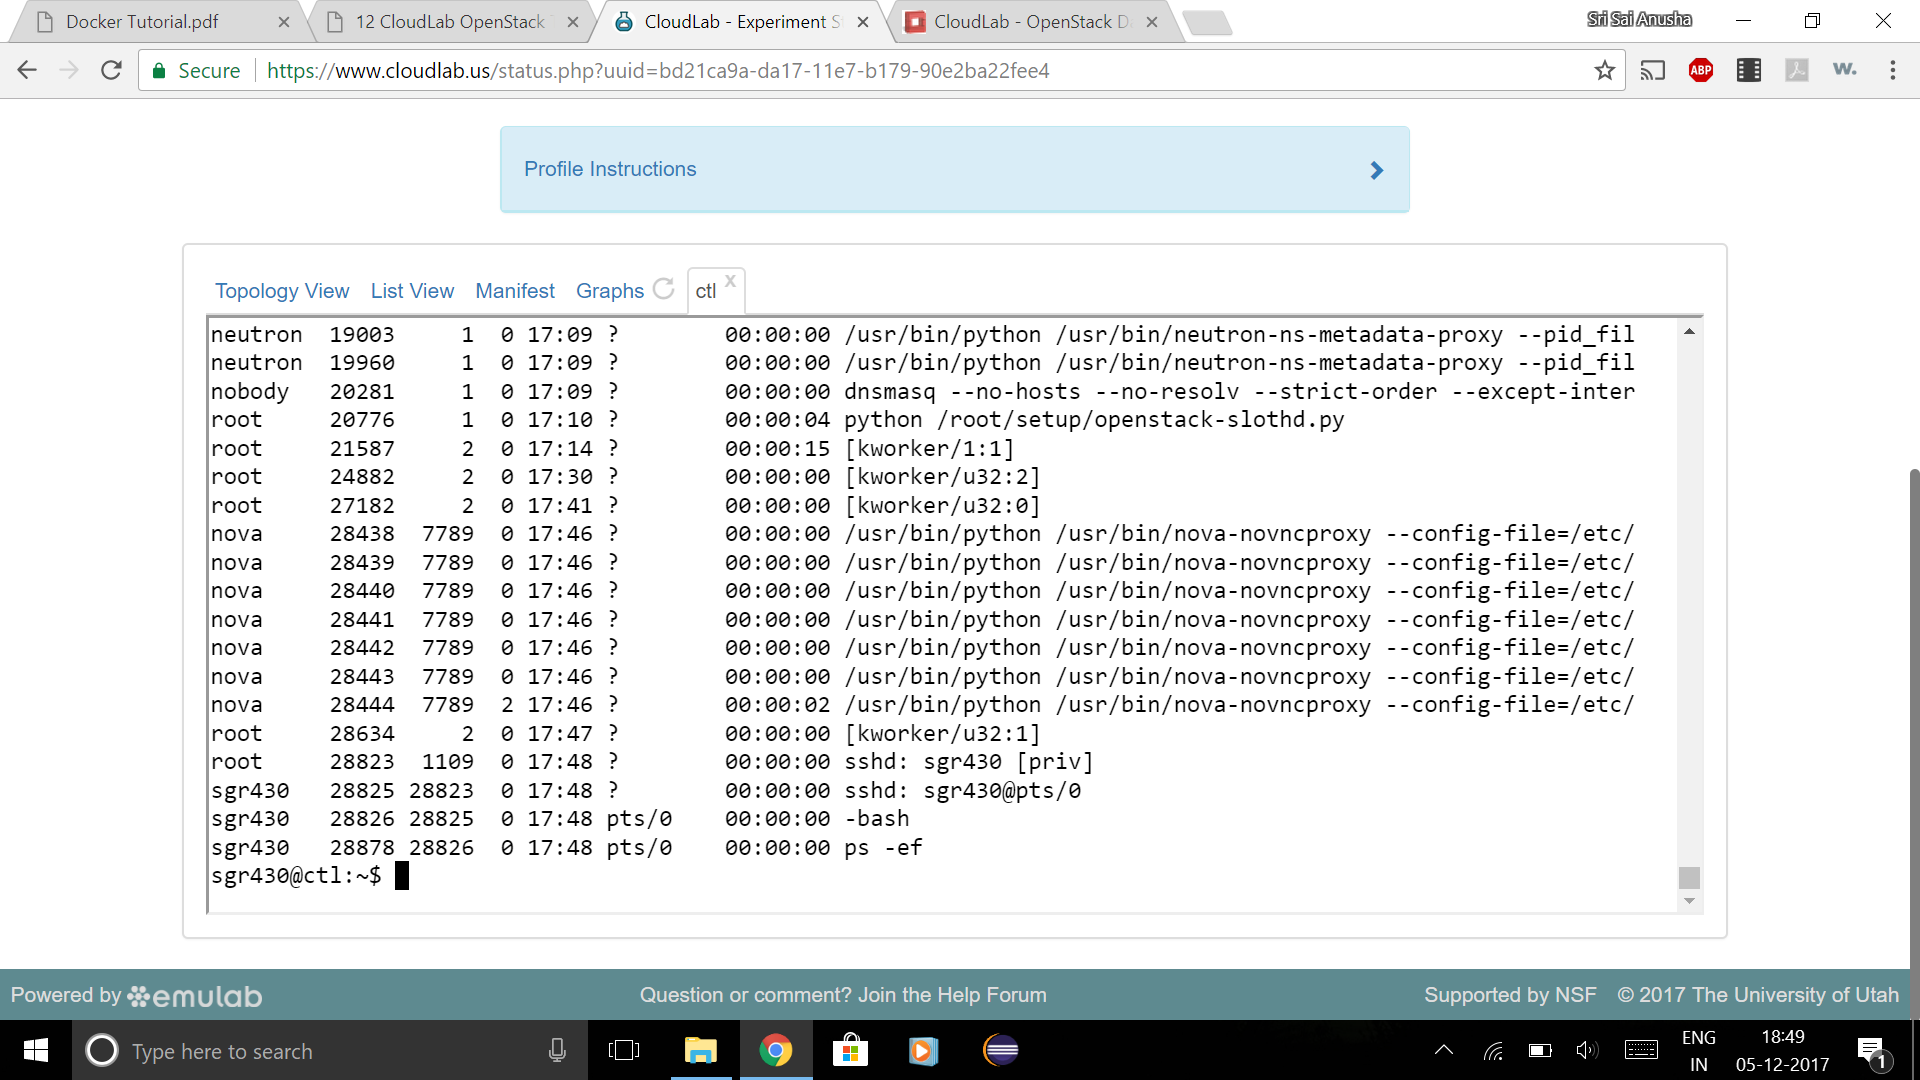 Docker Tutorial.pdf
12 CloudLab OpenStack
CloudLab - Experiment S
CloudLab - OpenStack D
Sri Sai Anusha
Secure
https://www.cloudlab.us/status.php?uuid=bd21ca9a-da17-11e7-b179-90e2ba22fee4
ABP
w.
Profile Instructions
Topology View List View Manifest Graphs ctl x
neutron 19003 1 0 17:09 ? 00:00:00 /usr/bin/python /usr/bin/neutron-ns-metadata-proxy --pid_fil
neutron 19960 1 0 17:09 ? 00:00:00 /usr/bin/python /usr/bin/neutron-ns-metadata-proxy --pid_fil
nobody 20281 1 0 17:09 ? 00:00:00 dnsmasq --no-hosts --no-resolv --strict-order --except-inter
root 20776 1 0 17:10 ? 00:00:04 python /root/setup/openstack-slothd.py
root 21587 2 0 17:14 ? 00:00:15 [kworker/1:1]
root 24882 2 0 17:30 ? 00:00:00 [kworker/u32:2]
root 27182 2 0 17:41 ? 00:00:00 [kworker/u32:0]
nova 28438 7789 0 17:46 ? 00:00:00 /usr/bin/python /usr/bin/nova-novncproxy --config-file=/etc/
nova 28439 7789 0 17:46 ? 00:00:00 /usr/bin/python /usr/bin/nova-novncproxy --config-file=/etc/
nova 28440 7789 0 17:46 ? 00:00:00 /usr/bin/python /usr/bin/nova-novncproxy --config-file=/etc/
nova 28441 7789 0 17:46 ? 00:00:00 /usr/bin/python /usr/bin/nova-novncproxy --config-file=/etc/
nova 28442 7789 0 17:46 ? 00:00:00 /usr/bin/python /usr/bin/nova-novncproxy --config-file=/etc/
nova 28443 7789 0 17:46 ? 00:00:00 /usr/bin/python /usr/bin/nova-novncproxy --config-file=/etc/
nova 28444 7789 2 17:46 ? 00:00:02 /usr/bin/python /usr/bin/nova-novncproxy --config-file=/etc/
root 28634 2 0 17:47 ? 00:00:00 [kworker/u32:1]
root 28823 1109 0 17:48 ? 00:00:00 sshd: sgr430 [priv]
sgr430 28825 28823 0 17:48 ? 00:00:00 sshd: sgr430@pts/0
sgr430 28826 28825 0 17:48 pts/0 00:00:00 -bash
sgr430 28878 28826 0 17:48 pts/0 00:00:00 ps -ef
sgr430@ctl:~$
Powered by emulab
Question or comment? Join the Help Forum
Supported by NSF © 2017 The University of Utah
Type here to search
ENG
IN
18:49
05-12-2017
1